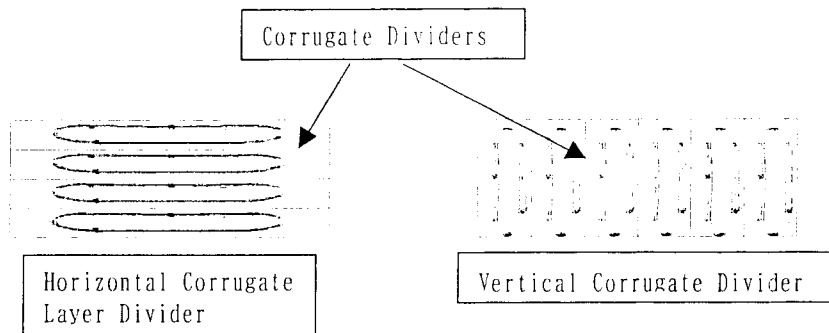 Corrugate Dividers
Horizontal Corrugate
Layer Divider
Vertical Corrugate Divider